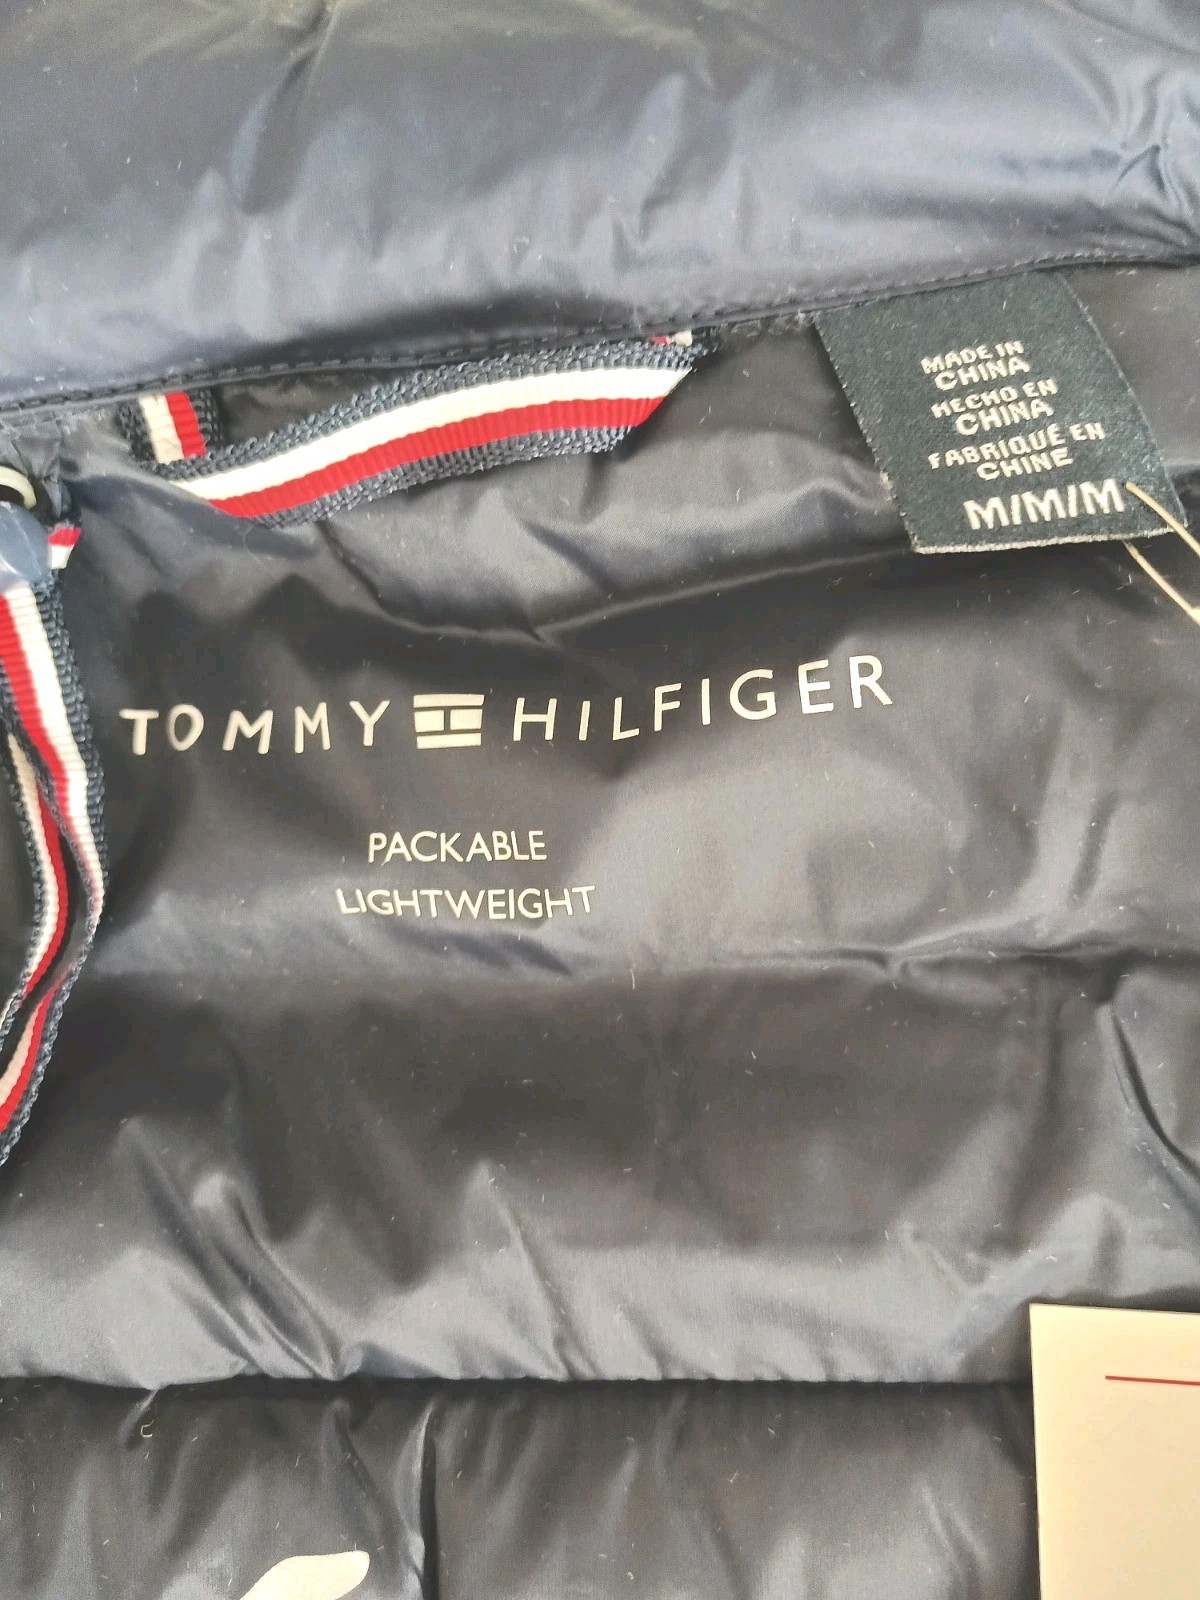 MADE IN
CHINA
HECHO EN
CHINA
FABRIQUÉ EN
CHINE
M/M/M
TOMMY HILFIGER
PACKABLE
LIGHTWEIGHT